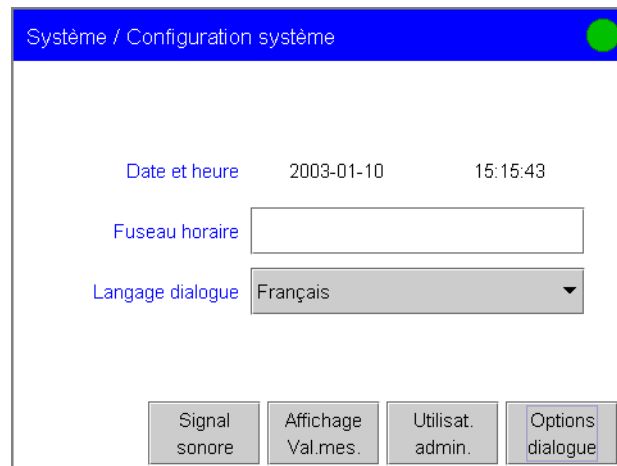 Système / Configuration système
Date et heure 2003-01-10 15:15:43
Fuseau horaire
Langage dialogue Français
Signal sonore
Affichage Val.mes.
Utilisat. admin.
Options dialogue